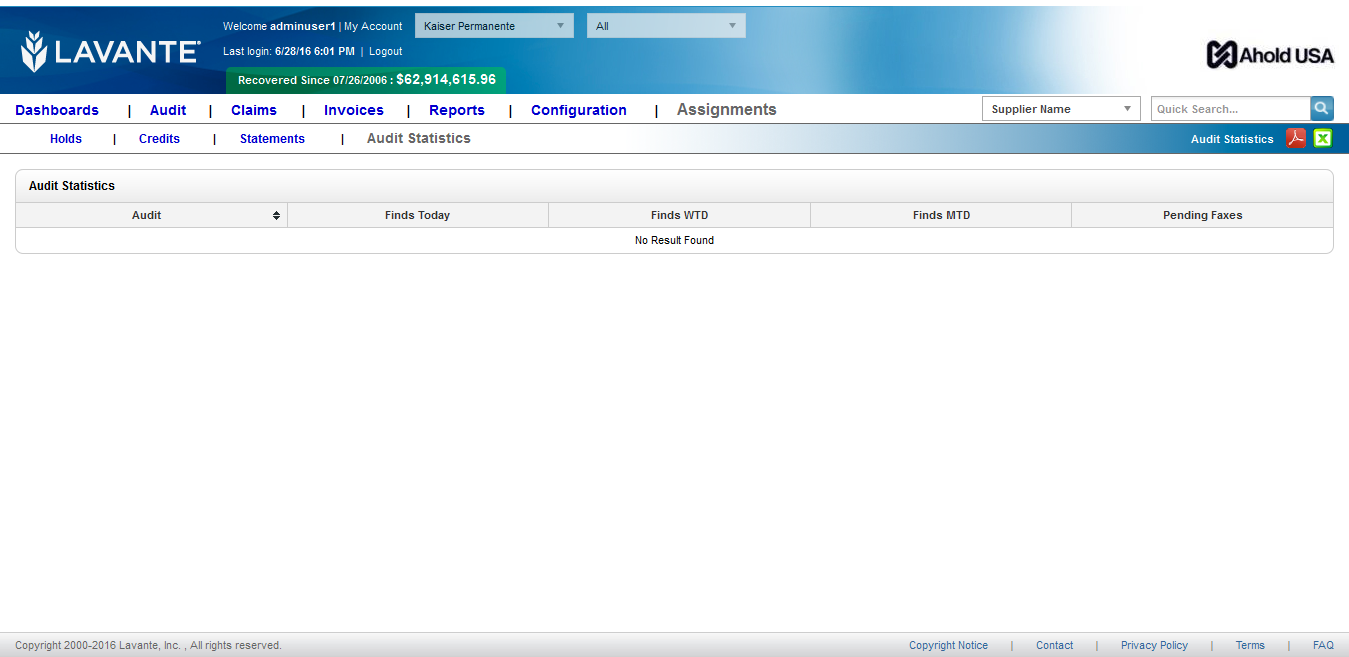 LAVANTE
Welcome adminuser1 | My Account
Kaiser Permanente
All
Last login: 6/28/16 6:01 PM | Logout
Recovered Since 07/26/2006 : $62,914,615.96
Ahold USA
Dashboards | Audit | Claims | Invoices | Reports | Configuration | Assignments
Supplier Name
Quick Search...
Holds | Credits | Statements | Audit Statistics
Audit Statistics
Audit Statistics
Audit Finds Today Finds WTD Finds MTD Pending Faxes
No Result Found
Copyright 2000-2016 Lavante, Inc. , All rights reserved.
Copyright Notice | Contact | Privacy Policy | Terms | FAQ